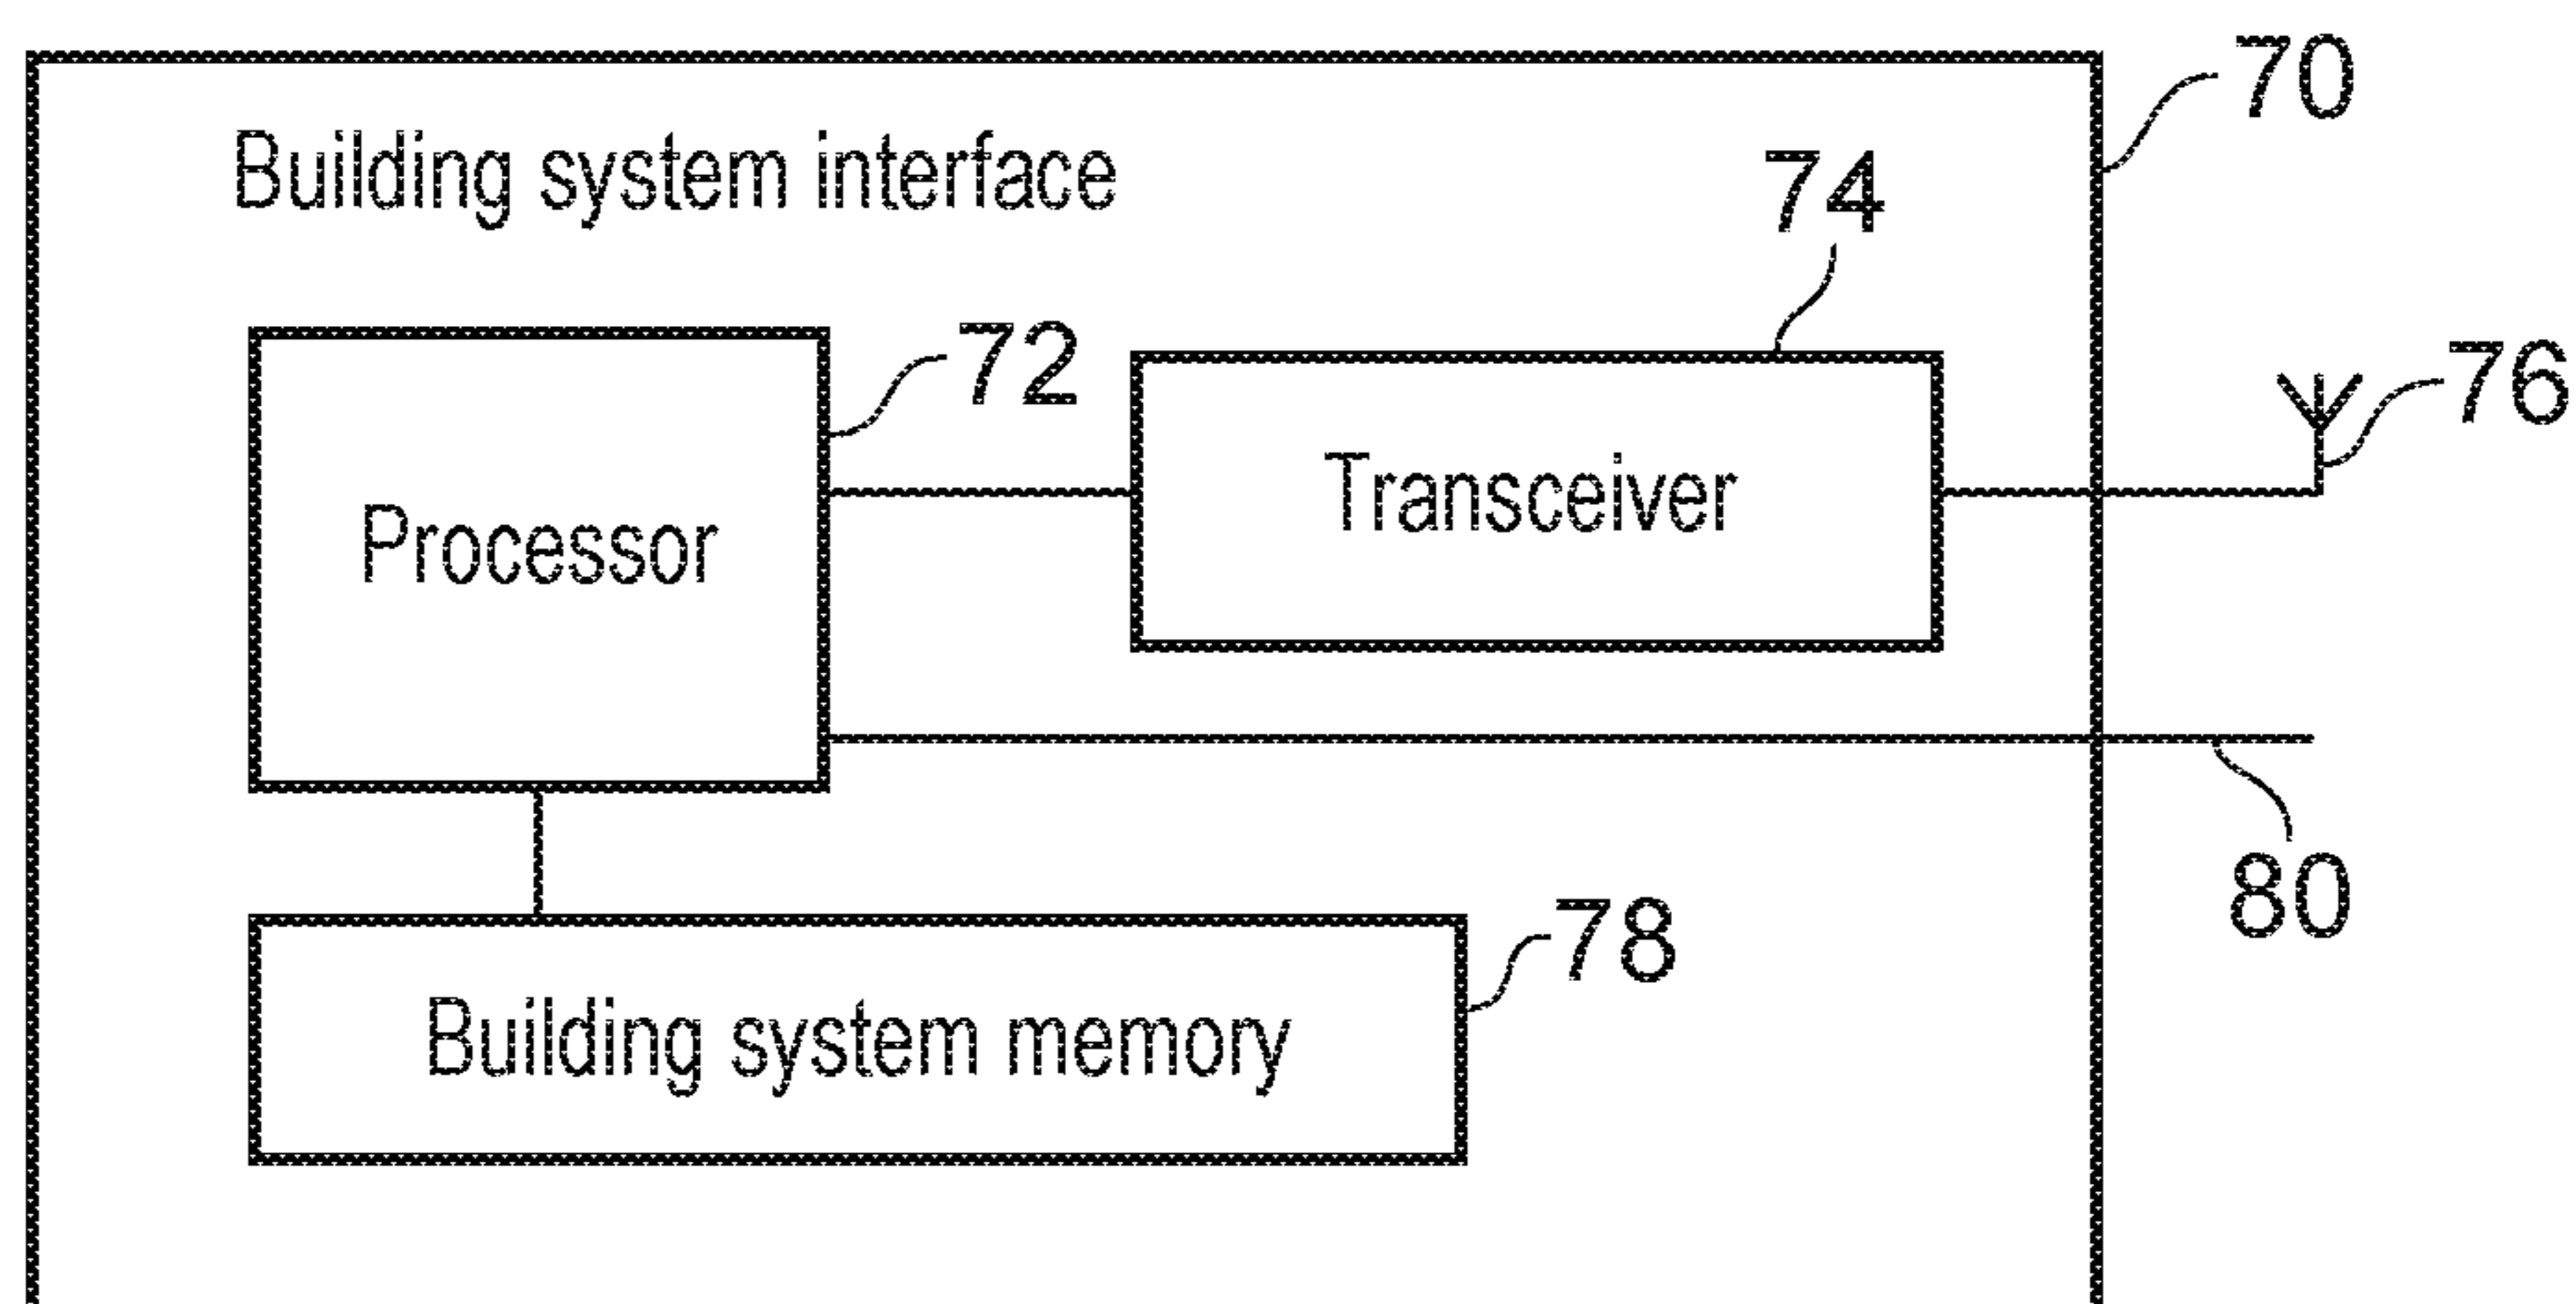 70
Building system interface
74
72
76
Transceiver
Processor
80
78
Building system memory